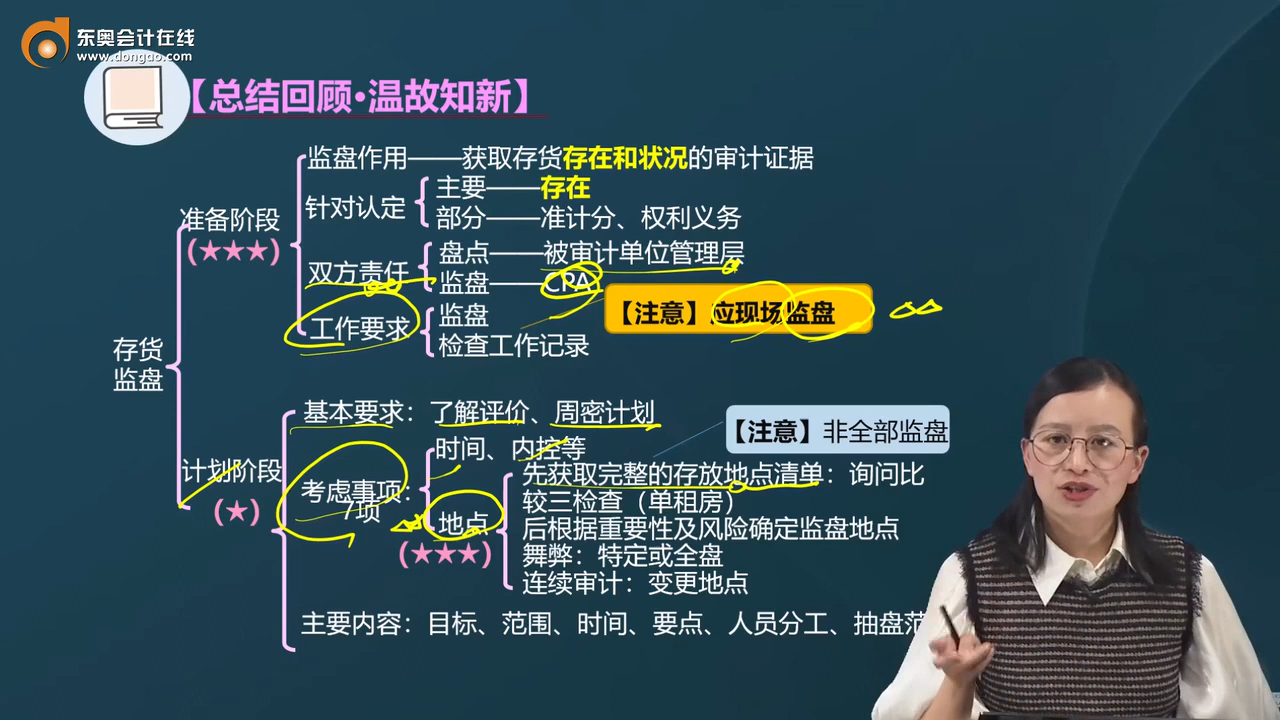 东奥会计在线
www.dongao.com
【总结回顾•温故知新】
存货
监盘
准备阶段
(★★★)
监盘作用——获取存货存在和状况的审计证据
针对认定
主要——存在
部分——准计分、权利义务
双方责任
盘点——被审计单位管理层
监盘——CPA
【注意】应现场监盘
工作要求
监盘
检查工作记录
计划阶段
(★)
基本要求：了解评价、周密计划
【注意】非全部监盘
考虑事项：
7项
时间、内控等
地点
(★★★)
先获取完整的存放地点清单：询问比
较三检查（单租房）
后根据重要性及风险确定监盘地点
舞弊：特定或全盘
连续审计：变更地点
主要内容：目标、范围、时间、要点、人员分工、抽盘范